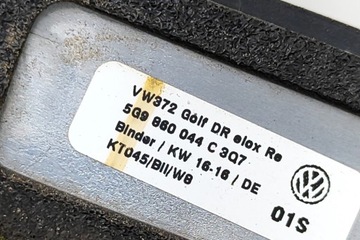 VW372 Golf DR elox Re
5G9 860 044 C 3Q7
Binder / KW 16-16 / DE
KT045/BII/W8
01S